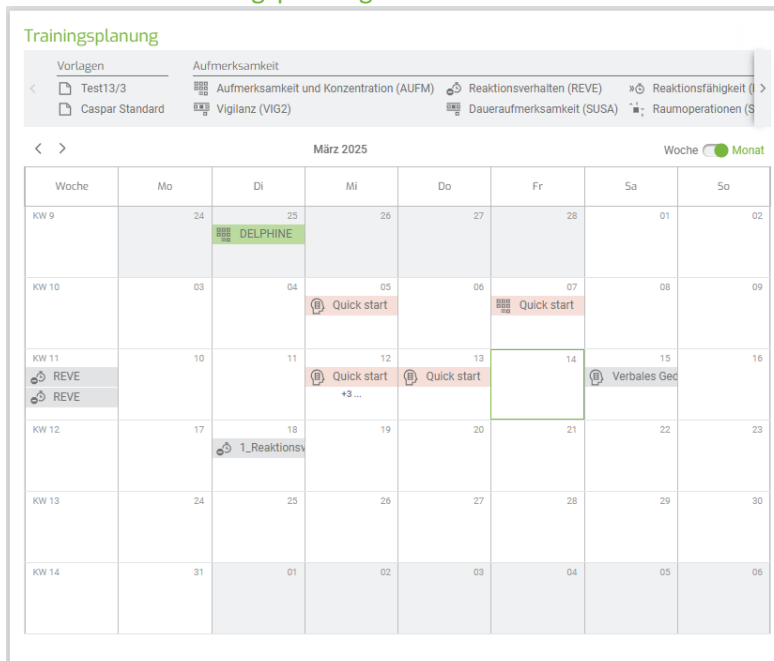 Trainingsplanung
Vorlagen Aufmerksamkeit
Test13/3 Aufmerksamkeit und Konzentration (AUFM) Reaktionsverhalten (REVE) Reaktionsfähigkeit
Caspar Standard Vigilanz (VIG2) Daueraufmerksamkeit (SUSA) Raumoperationen (S
März 2025 Woche Monat
Woche Mo Di Mi Do Fr Sa So
KW 9 24 25 26 27 28 01 02
DELPHINE
KW 10 03 04 05 06 07 08 09
Quick start Quick start
KW 11 10 11 12 13 14 15 16
REVE Quick start Quick start Verbales Ged
REVE +3 ...
KW 12 17 18 19 20 21 22 23
1_Reaktionsv
KW 13 24 25 26 27 28 29 30
KW 14 31 01 02 03 04 05 06